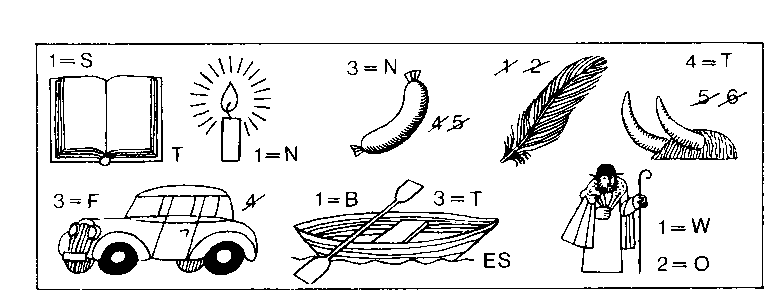 1=S 3=N 1 2 4=T
4 5 5 6
T 1=N
3=F 4 1=B 3=T
1=W
ES 2=O